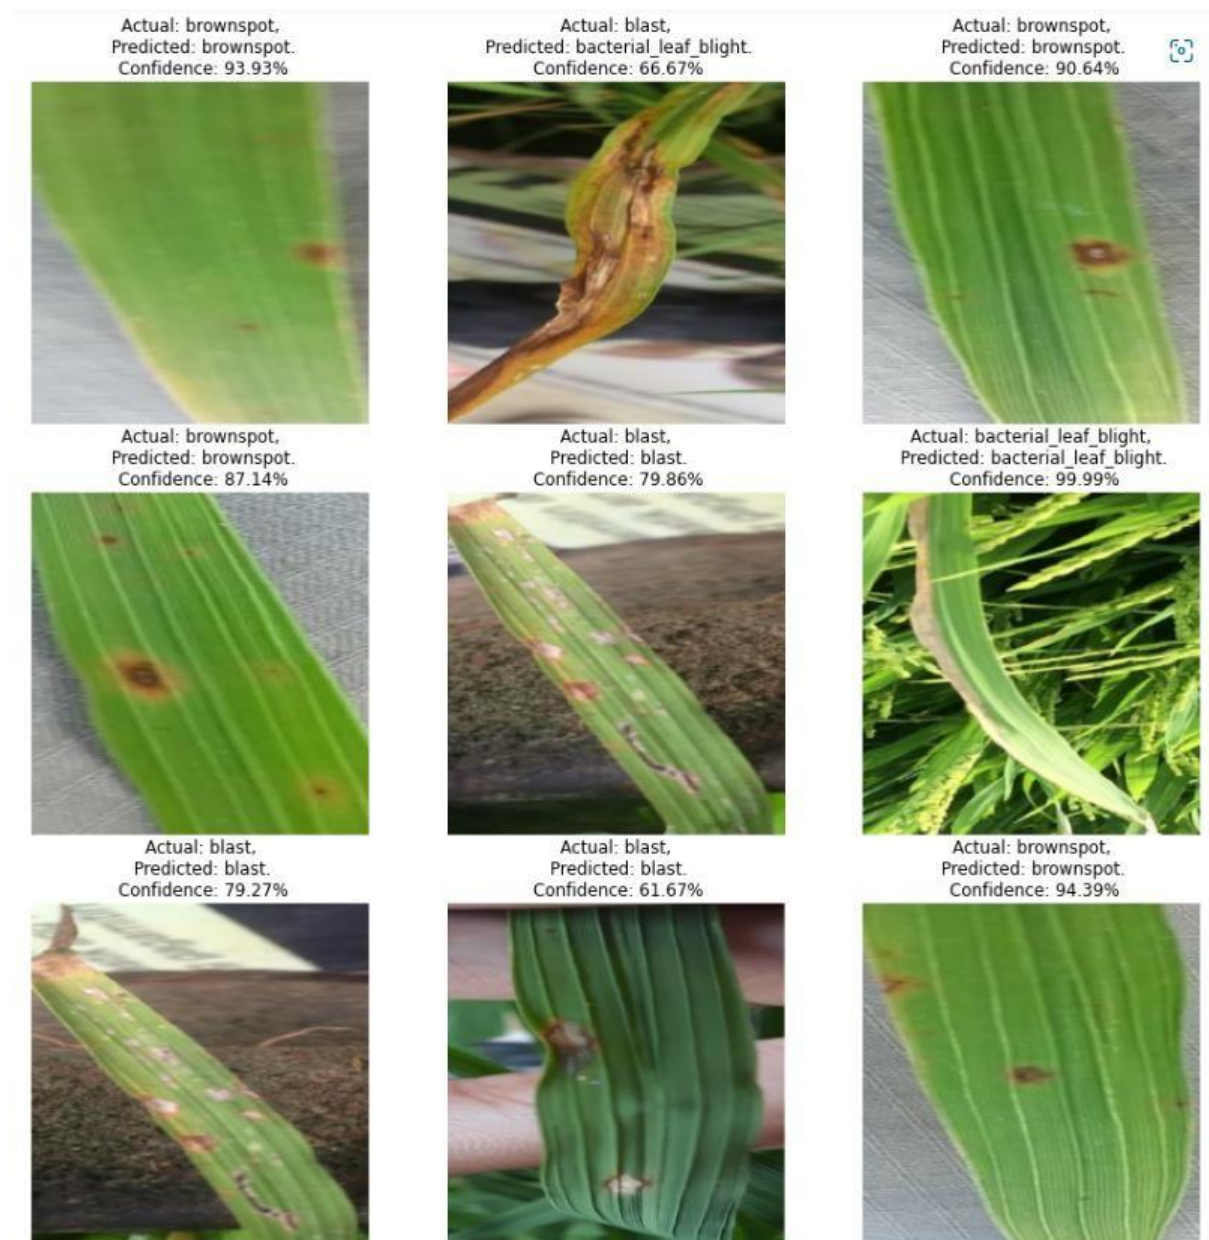 Actual: brownspot,
Predicted: brownspot.
Confidence: 93.93%
Actual: blast,
Predicted: bacterial_leaf_blight.
Confidence: 66.67%
Actual: brownspot,
Predicted: brownspot.
Confidence: 90.64%
Actual: brownspot,
Predicted: brownspot.
Confidence: 87.14%
Actual: blast,
Predicted: blast.
Confidence: 79.86%
Actual: bacterial_leaf_blight,
Predicted: bacterial_leaf_blight.
Confidence: 99.99%
Actual: blast,
Predicted: blast.
Confidence: 79.27%
Actual: blast,
Predicted: blast.
Confidence: 61.67%
Actual: brownspot,
Predicted: brownspot.
Confidence: 94.39%